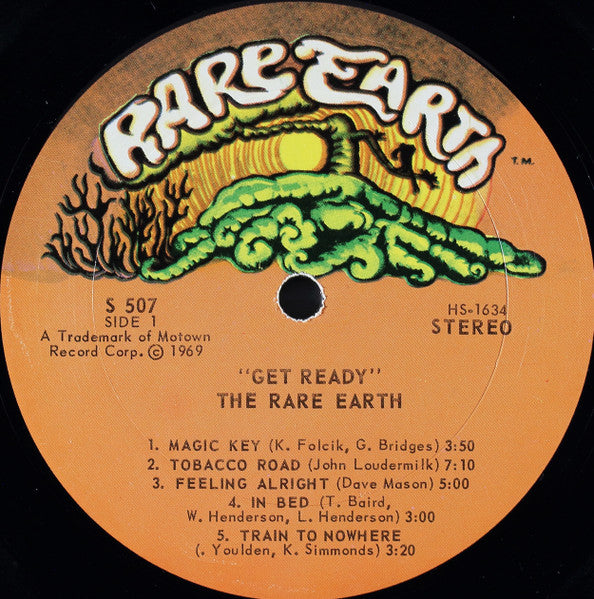 RARE EARTH
T.M.
S 507
SIDE 1
A Trademark of Motown
Record Corp. © 1969
HS-1634
STEREO
"GET READY"
THE RARE EARTH
1. MAGIC KEY (K. Folcik, G. Bridges) 3:50
2. TOBACCO ROAD (John Loudermilk) 7:10
3. FEELING ALRIGHT (Dave Mason) 5:00
4. IN BED (T. Baird,
W. Henderson, L. Henderson) 3:00
5. TRAIN TO NOWHERE
(. Youlden, K. Simmonds) 3:20